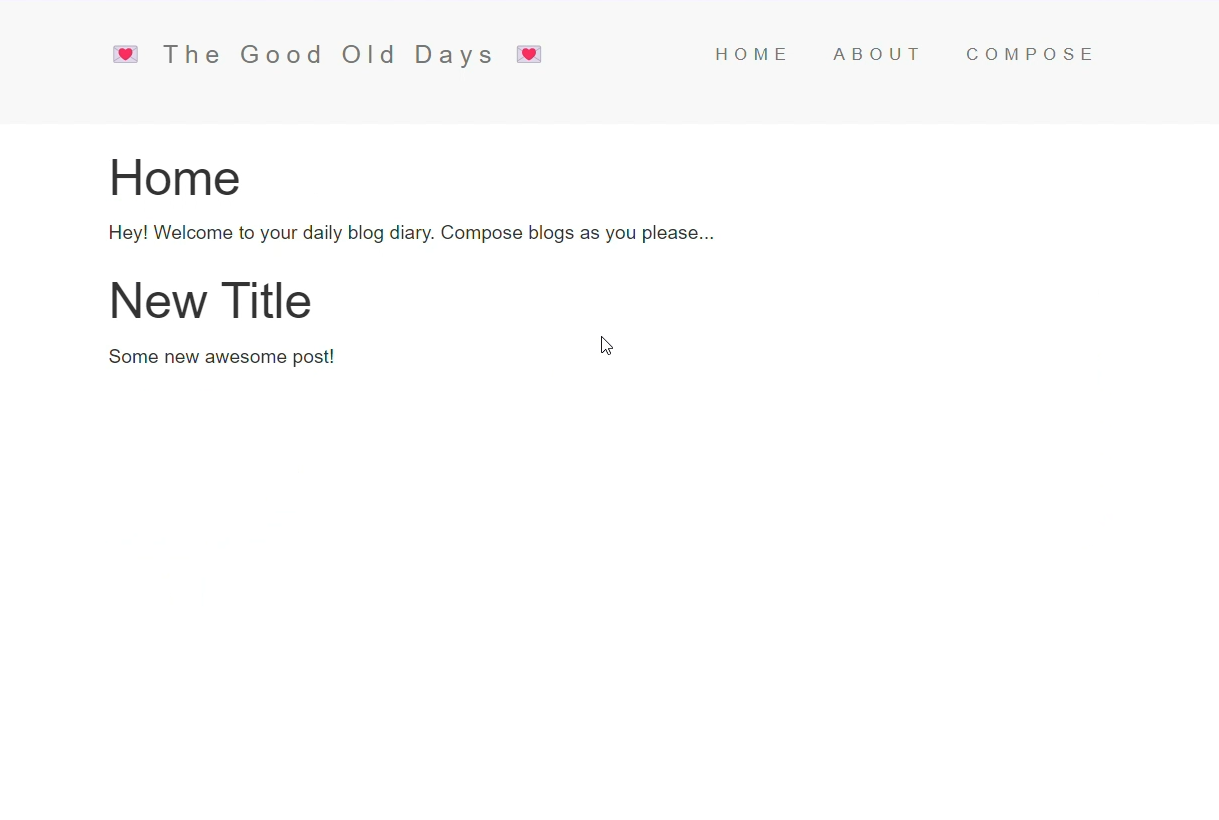 💌 The Good Old Days 💌
HOME ABOUT COMPOSE
Home
Hey! Welcome to your daily blog diary. Compose blogs as you please...
New Title
Some new awesome post!